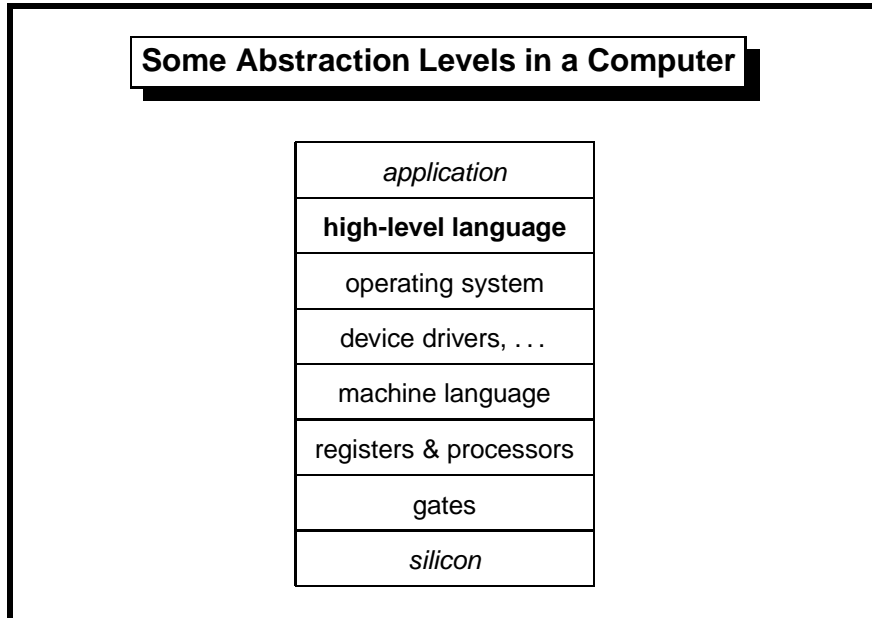 Some Abstraction Levels in a Computer
application
high-level language
operating system
device drivers, . . .
machine language
registers & processors
gates
silicon